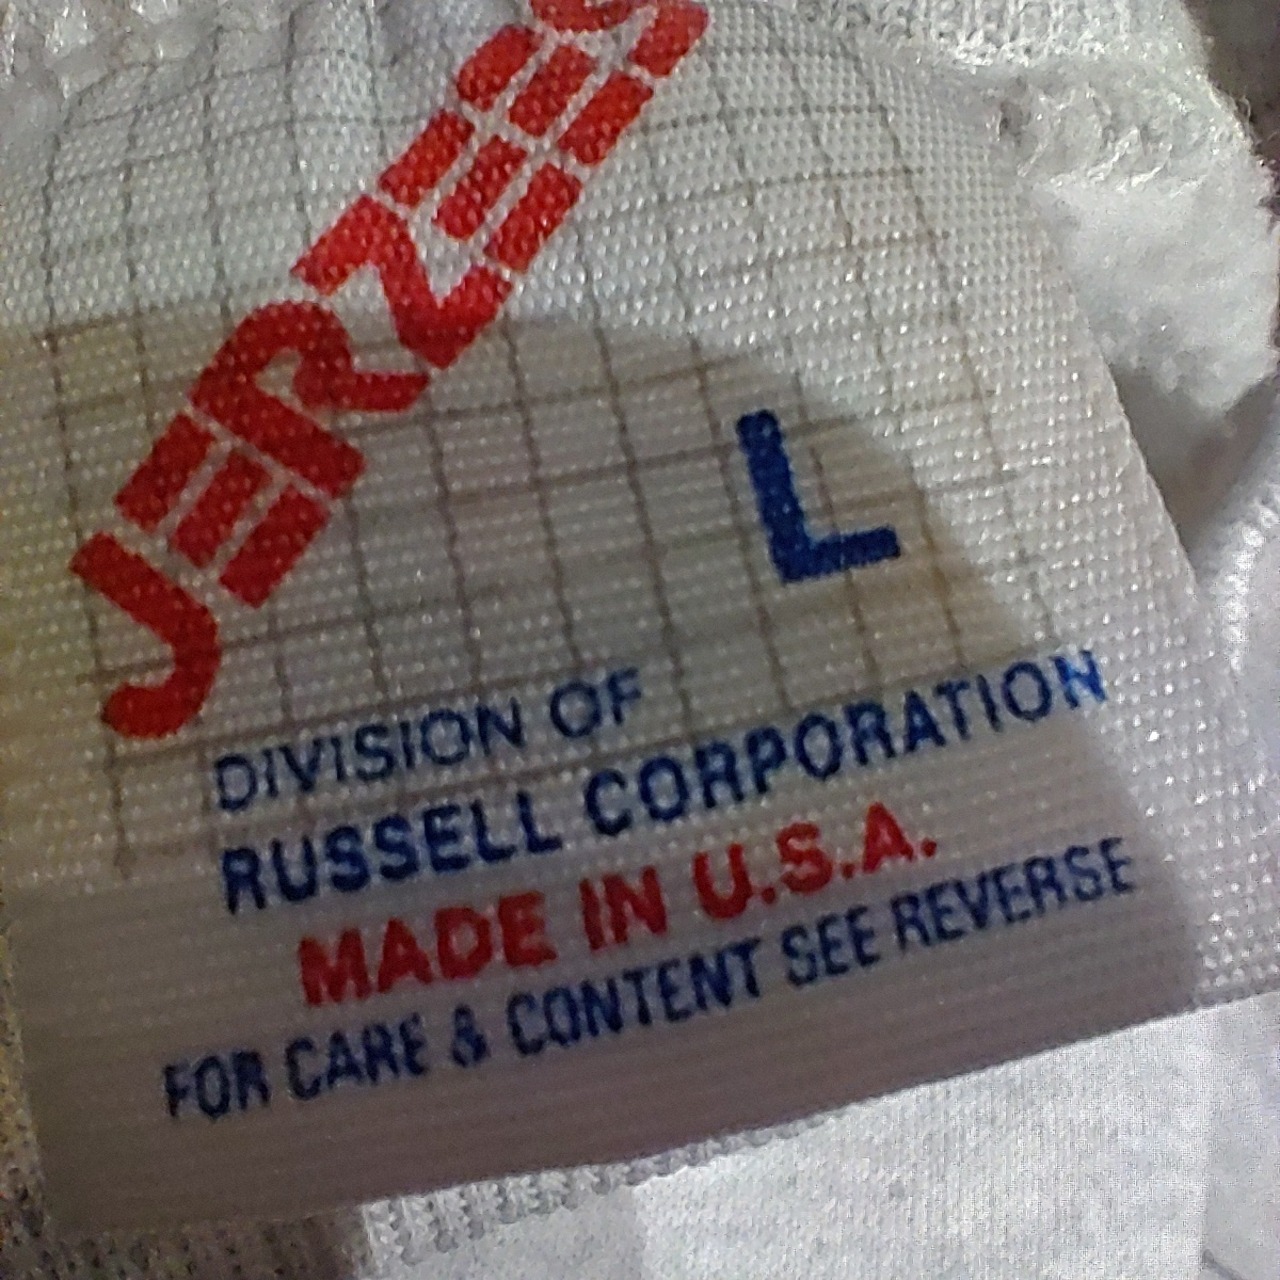 JERZEES
L
DIVISION OF
RUSSELL CORPORATION
MADE IN U.S.A.
FOR CARE & CONTENT SEE REVERSE